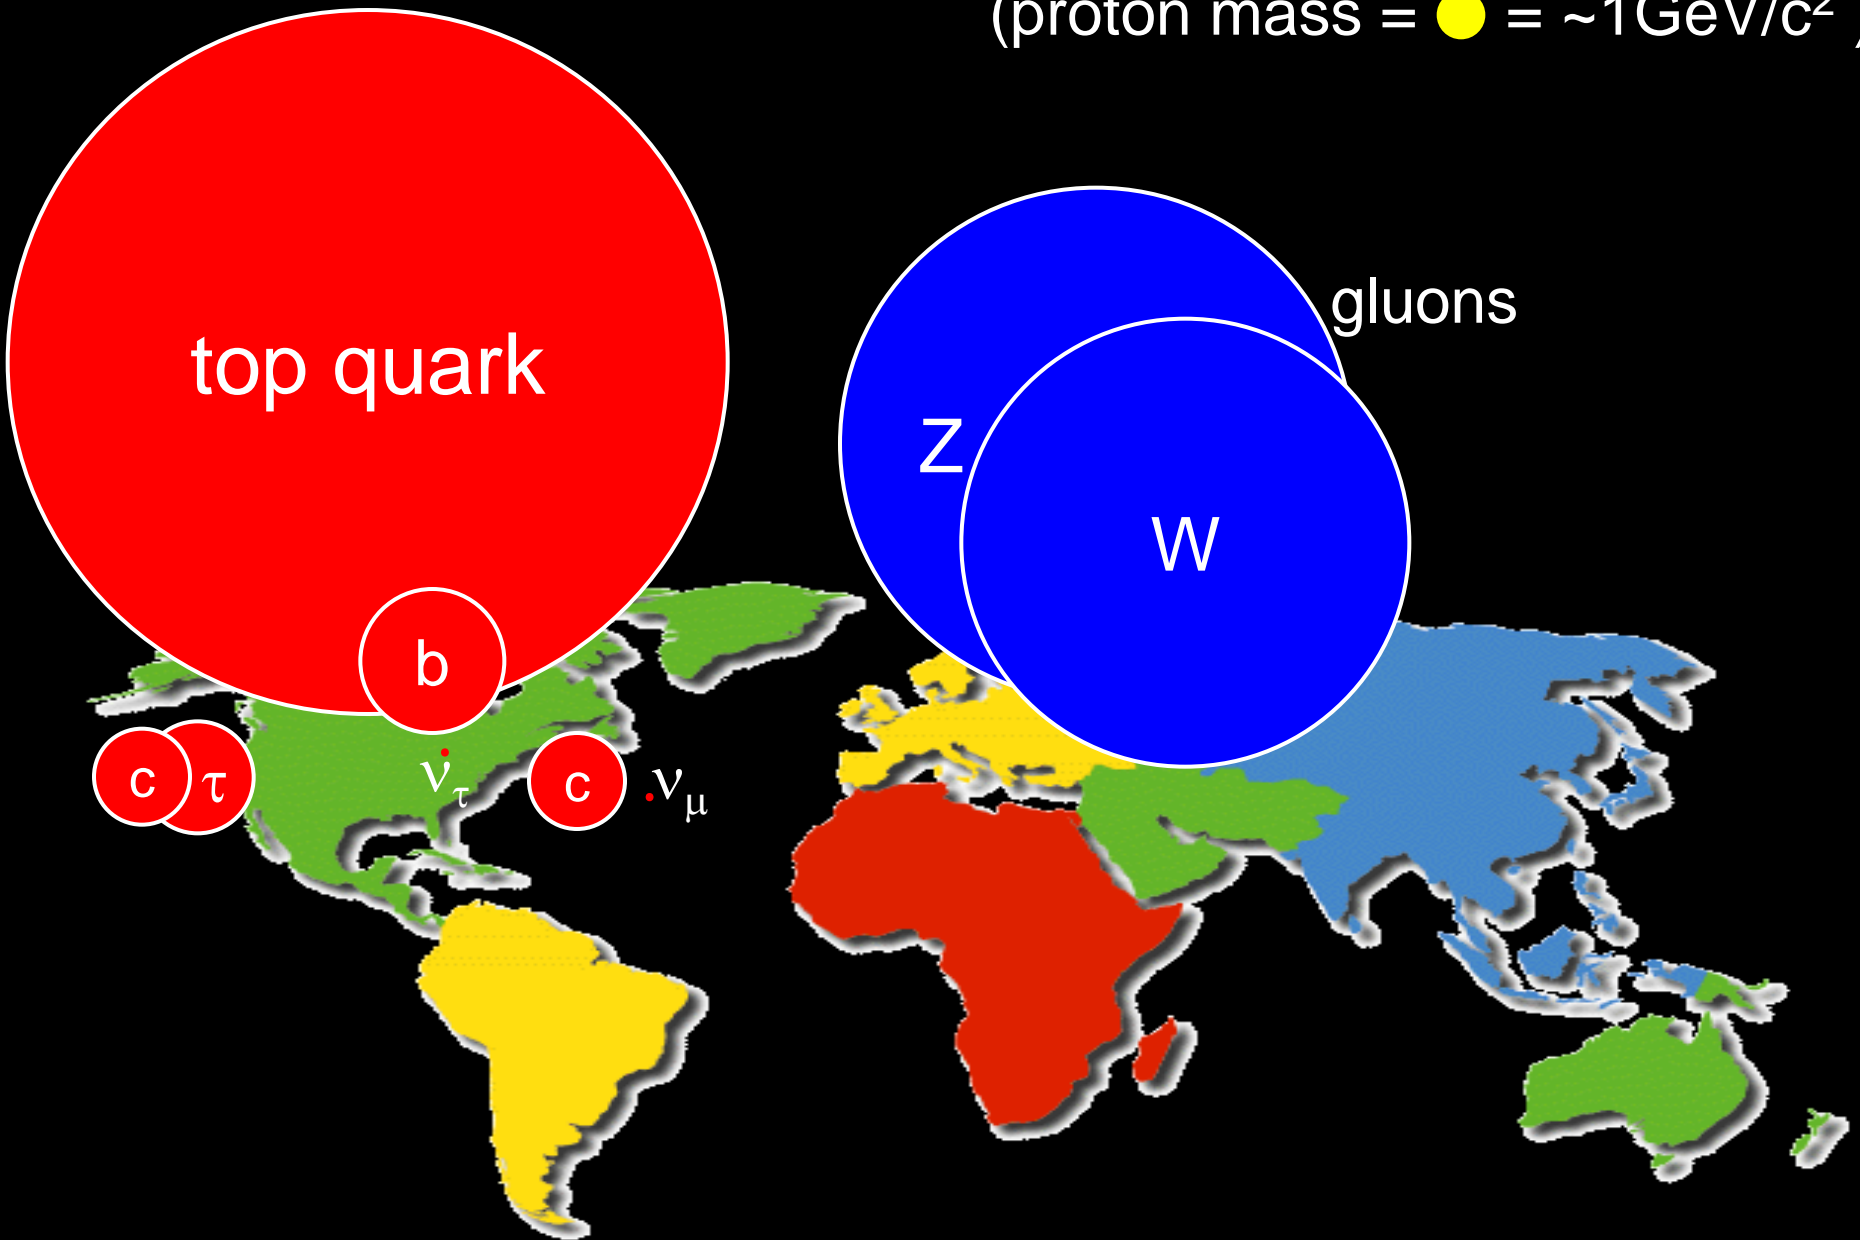 (proton mass = = ~1GeV/c² )
gluons
top quark
Z
W
b
c
τ
ντ
c
νμ